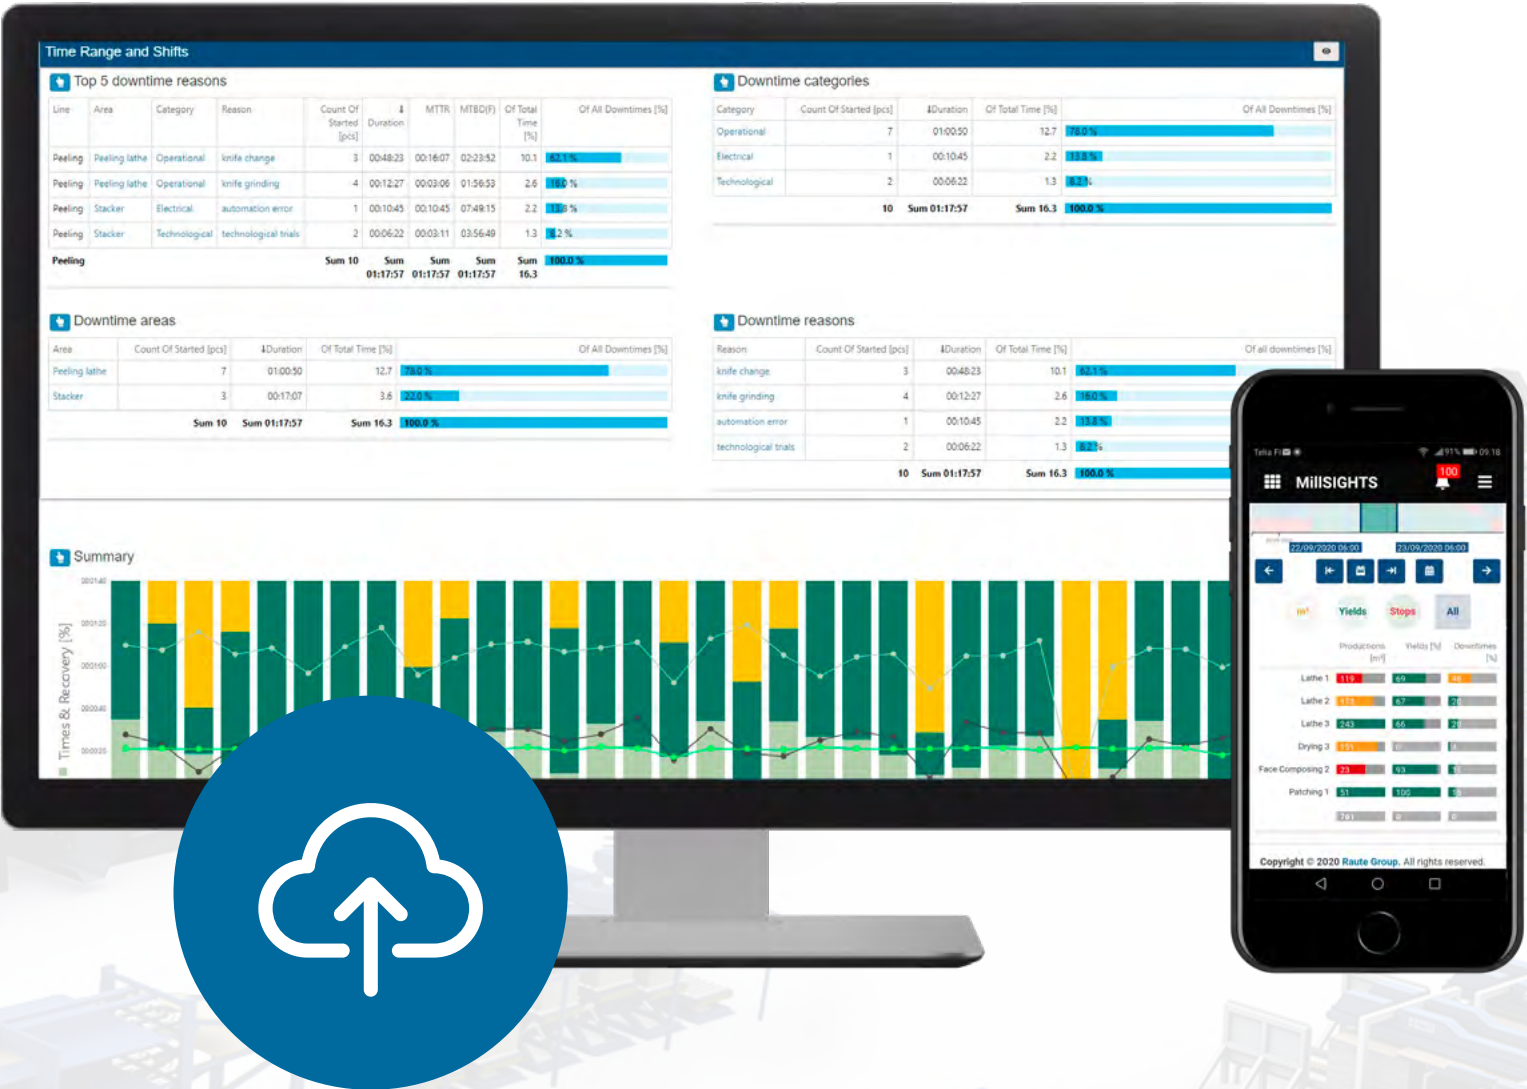 Time Range and Shifts
Top 5 downtime reasons
Line Area Category Reason Count Of Started [pcs] ⬇ Duration MTTR MTBD(F) Of Total Time [%] Of All Downtimes [%]
Peeling Peeling lathe Operational knife change 3 00:48:23 00:16:07 02:23:52 10.1 62.1 %
Peeling Peeling lathe Operational knife grinding 4 00:12:27 00:03:06 01:56:53 2.6 16.0 %
Peeling Stacker Electrical automation error 1 00:10:45 00:10:45 07:49:15 2.2 13.8 %
Peeling Stacker Technological technological trials 2 00:06:22 00:03:11 03:56:49 1.3 8.2 %
Peeling Sum 10 Sum 01:17:57 Sum 01:17:57 Sum 01:17:57 Sum 16.3 100.0 %
Downtime categories
Category Count Of Started [pcs] ⬇Duration Of Total Time [%] Of All Downtimes [%]
Operational 7 01:00:50 12.7 78.0 %
Electrical 1 00:10:45 2.2 13.8 %
Technological 2 00:06:22 1.3 8.2 %
10 Sum 01:17:57 Sum 16.3 100.0 %
Downtime areas
Area Count Of Started [pcs] ⬇Duration Of Total Time [%] Of All Downtimes [%]
Peeling lathe 7 01:00:50 12.7 78.0 %
Stacker 3 00:17:07 3.6 22.0 %
Sum 10 Sum 01:17:57 Sum 16.3 100.0 %
Downtime reasons
Reason Count Of Started [pcs] ⬇Duration Of Total Time [%] Of all downtimes [%]
knife change 3 00:48:23 10.1 62.1 %
knife grinding 4 00:12:27 2.6 16.0 %
automation error 1 00:10:45 2.2 13.8 %
technological trials 2 00:06:22 1.3 8.2 %
10 Sum 01:17:57 Sum 16.3 100.0 %
Summary
Times & Recovery [%]
Telia FI 91% 09.18
MillSIGHTS 100
22/09/2020 06:00 23/09/2020 06:00
m³ Yields Stops All
Productions [m³] Yields [%] Downtimes [%]
Lathe 1 119 69 46
Lathe 2 67
Lathe 3 243 66
Drying 3 151
Face Composing 2 23 93
Patching 1 51 100
Copyright © 2020 Raute Group. All rights reserved.